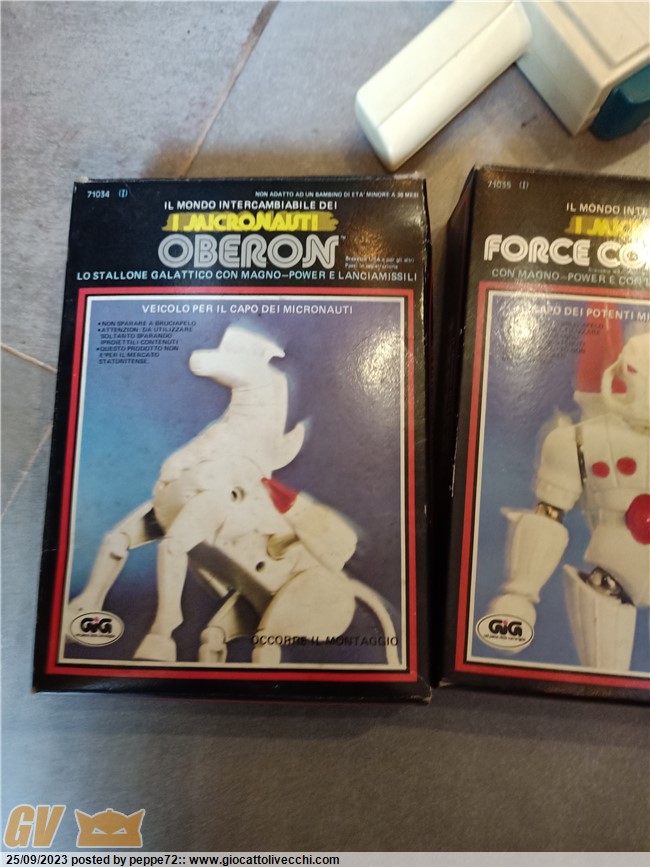 71034 (I)
NON ADATTO AD UN BAMBINO DI ETA' MINORE A 36 MESI
IL MONDO INTERCAMBIABILE DEI
I MICRONAUTI
OBERON™
LO STALLONE GALATTICO CON MAGNO-POWER E LANCIAMISSILI
VEICOLO PER IL CAPO DEI MICRONAUTI
•NON SPARARE A BRUCIAPELO
•ATTENZIONE: DA UTILIZZARE
SOLTANTO SPARANDO
I PROIETTILI CONTENUTI
•QUESTO PRODOTTO NON
E'PER IL MERCATO
STATUNITENSE.
GiG
OCCORRE IL MONTAGGIO
71035 (I)
IL MONDO INTE
I MIC
FORCE CO
CON MAGNO-POWER E CON L
APO DEI POTENTI MI
GiG
GV
25/09/2023 posted by peppe72:: www.giocattolivecchi.com